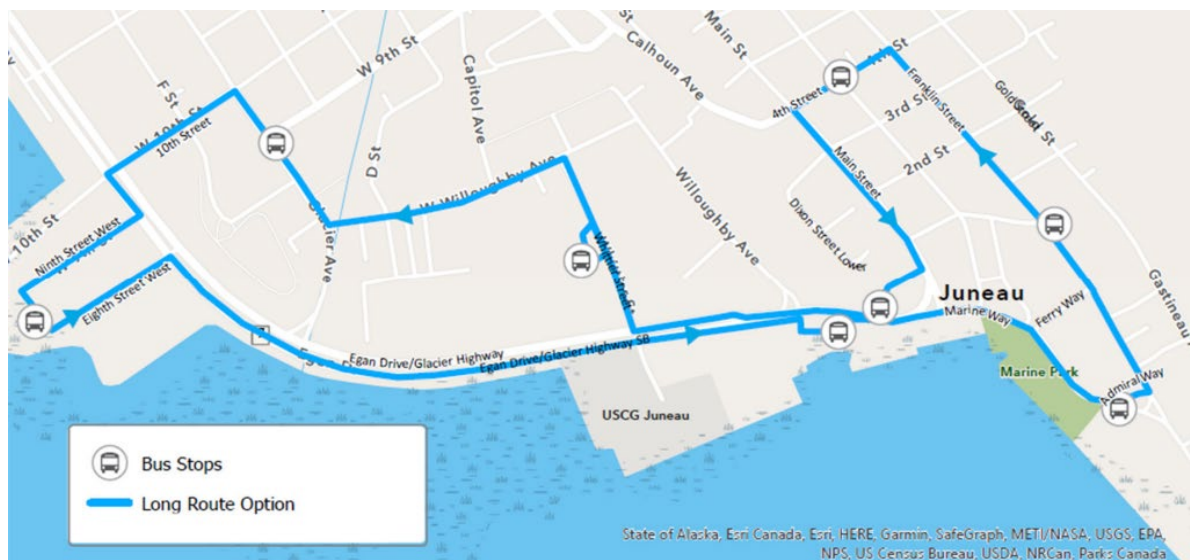 W 9th St
F St
Capitol Ave
Calhoun Ave
Main St
4th St
4th Street
Franklin Street
3rd St
2nd St
Gold St
W 10th St
10th Street
D St
W Willoughby Ave
Willoughby Ave
Main Street
Dixon Street Lower
Glacier Ave
W 10th St
Ninth Street West
Eighth Street West
Whittier Street
Juneau
Marine Way
Ferry Way
Gastineau
Egan Drive/Glacier Highway
Egan Drive/Glacier Highway SB
Marine Park
Admiral Way
USCG Juneau
Bus Stops
Long Route Option
State of Alaska, Esri Canada, Esri, HERE, Garmin, SafeGraph, METI/NASA, USGS, EPA,
NPS, US Census Bureau, USDA, NRCan, Parks Canada